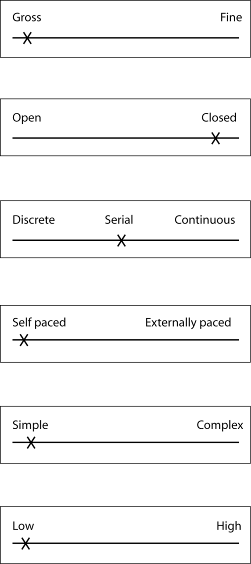 Gross Fine
Open Closed
Discrete Serial Continuous
Self paced Externally paced
Simple Complex
Low High